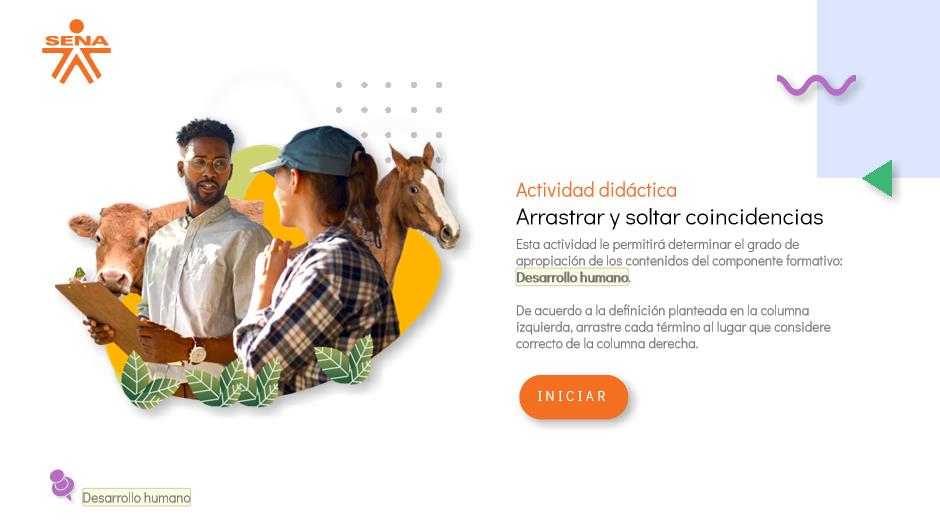 SENA
Actividad didáctica
Arrastrar y soltar coincidencias
Esta actividad le permitirá determinar el grado de
apropiación de los contenidos del componente formativo:
Desarrollo humano.
De acuerdo a la definición planteada en la columna
izquierda, arrastre cada término al lugar que considere
correcto de la columna derecha.
INICIAR
Desarrollo humano